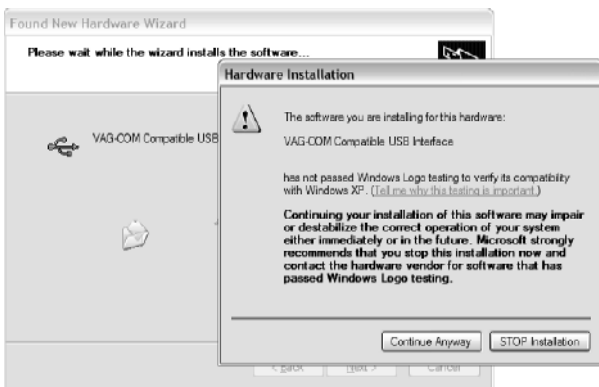 Found New Hardware Wizard
Please wait while the wizard installs the software...
Hardware Installation
The software you are installing for this hardware:
VAG-COM Compatible USB
VAG-COM Compatible USB Interface
has not passed Windows Logo testing to verify its compatibility
with Windows XP. (Tell me why this testing is important.)
Continuing your installation of this software may impair
or destabilize the correct operation of your system
either immediately or in the future. Microsoft strongly
recommends that you stop this installation now and
contact the hardware vendor for software that has
passed Windows Logo testing.
Continue Anyway
STOP Installation
< Back
Next >
Cancel